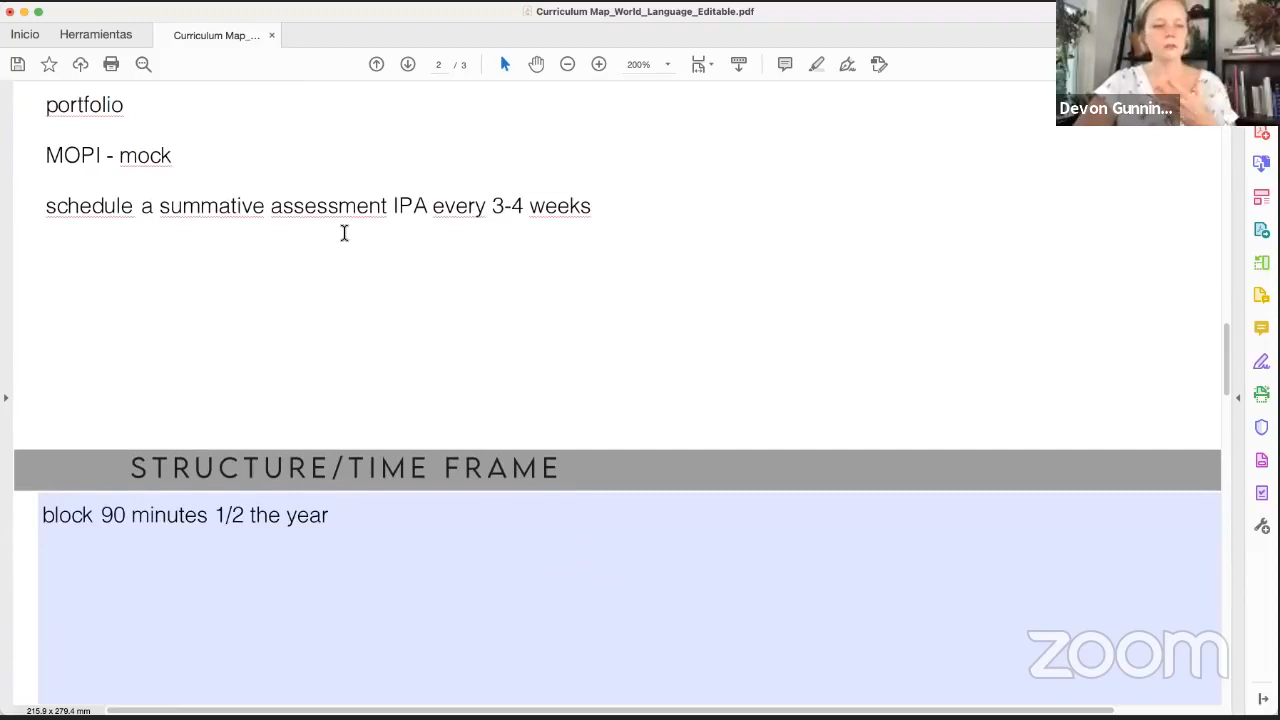 Curriculum Map_World_Language_Editable.pdf
Inicio
Herramientas
Curriculum Map_...
2 / 3
200%
Devon Gunnin...
portfolio
MOPI - mock
schedule a summative assessment IPA every 3-4 weeks
STRUCTURE/TIME FRAME
block 90 minutes 1/2 the year
zoom
215.9 x 279.4 mm